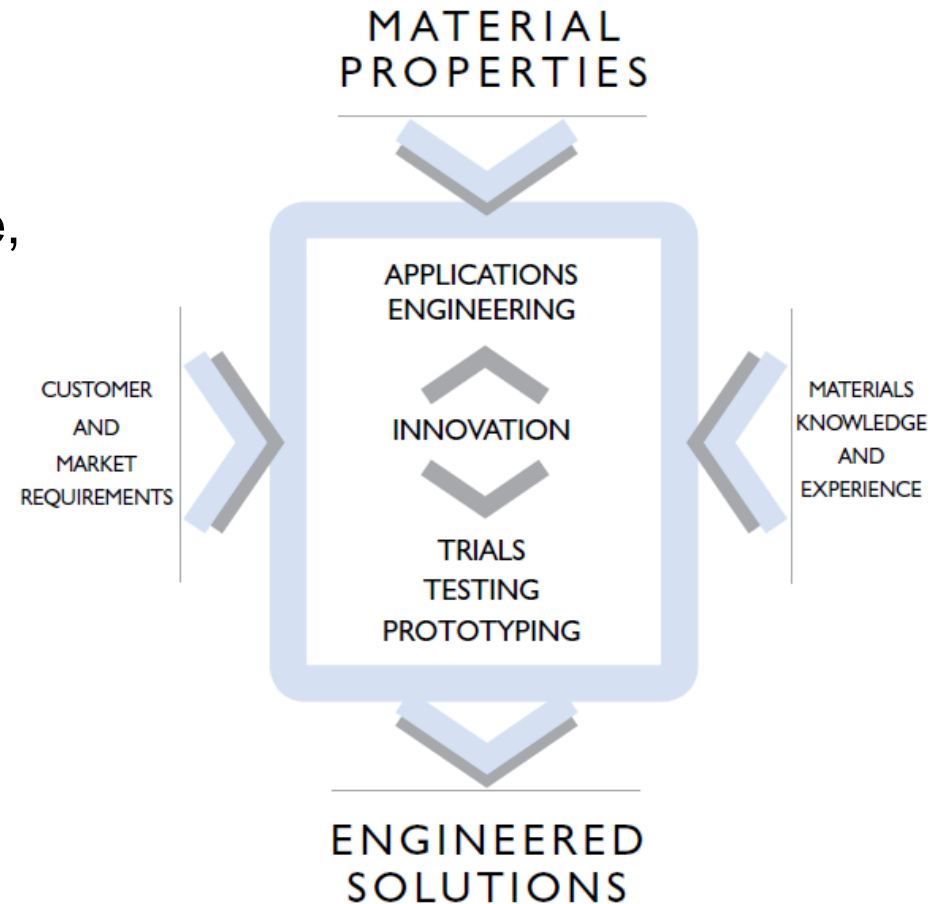 MATERIAL
PROPERTIES
e,
APPLICATIONS
ENGINEERING
CUSTOMER
AND
MARKET
REQUIREMENTS
INNOVATION
MATERIALS
KNOWLEDGE
AND
EXPERIENCE
TRIALS
TESTING
PROTOTYPING
ENGINEERED
SOLUTIONS